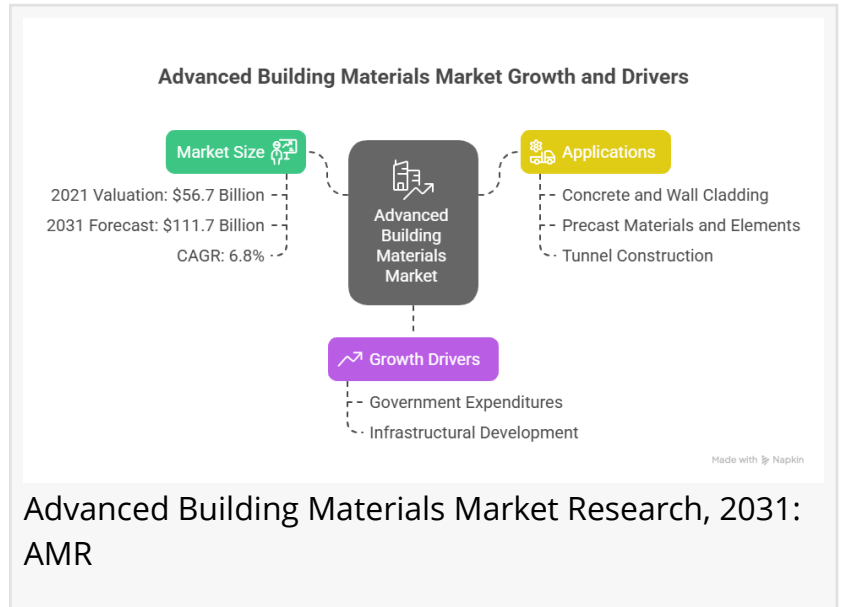 Advanced Building Materials Market Growth and Drivers
Market Size
2021 Valuation: $56.7 Billion
2031 Forecast: $111.7 Billion
CAGR: 6.8%
Advanced
Building
Materials
Market
Applications
Concrete and Wall Cladding
Precast Materials and Elements
Tunnel Construction
Growth Drivers
Government Expenditures
Infrastructural Development
Made with Napkin
Advanced Building Materials Market Research, 2031:
AMR